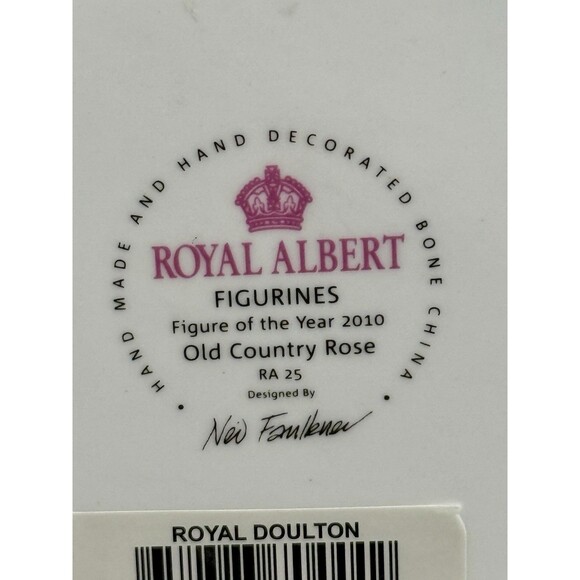 HAND MADE AND HAND DECORATED BONE CHINA
ROYAL ALBERT
FIGURINES
Figure of the Year 2010
Old Country Rose
RA 25
Designed By
Neil Faulkner
ROYAL DOULTON